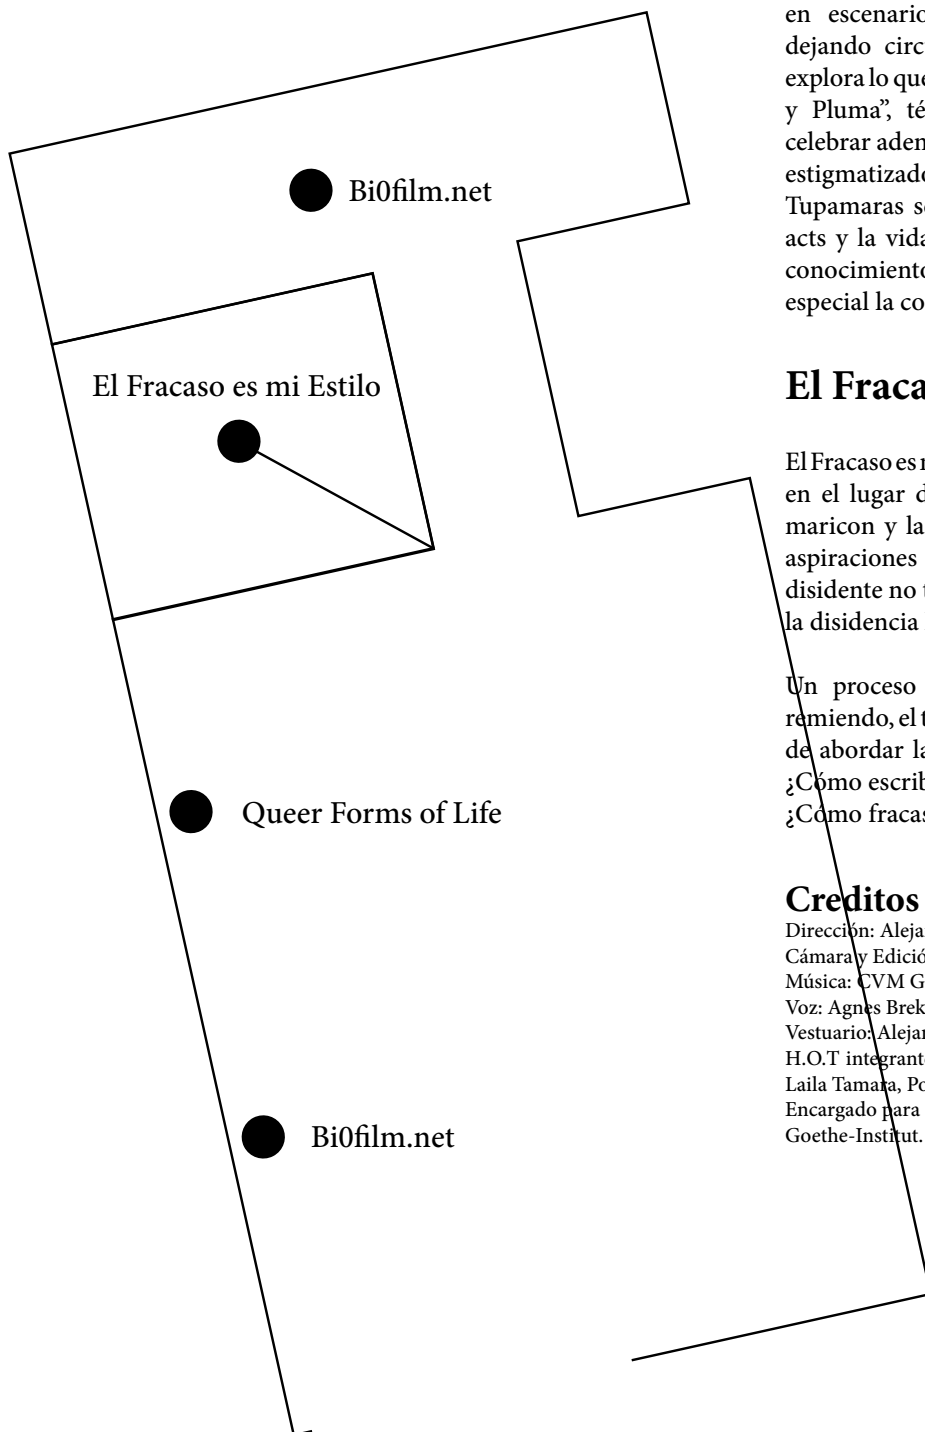 Bi0film.net
El Fracaso es mi Estilo
Queer Forms of Life
Bi0film.net
en escenario
dejando circ
explora lo que
y Pluma”, té
celebrar adem
estigmatizado
Tupamaras s
acts y la vida
conocimiento
especial la co
El Fraca
El Fracaso es
en el lugar d
maricon y la
aspiraciones
disidente no
la disidencia
Un proceso
remiendo, el
de abordar la
¿Cómo escrib
¿Cómo fracas
Creditos
Dirección: Aleja
Cámara y Edició
Música: CVM G
Voz: Agnes Brek
Vestuario: Alejan
H.O.T integrant
Laila Tamara, Po
Encargado para
Goethe-Institut.